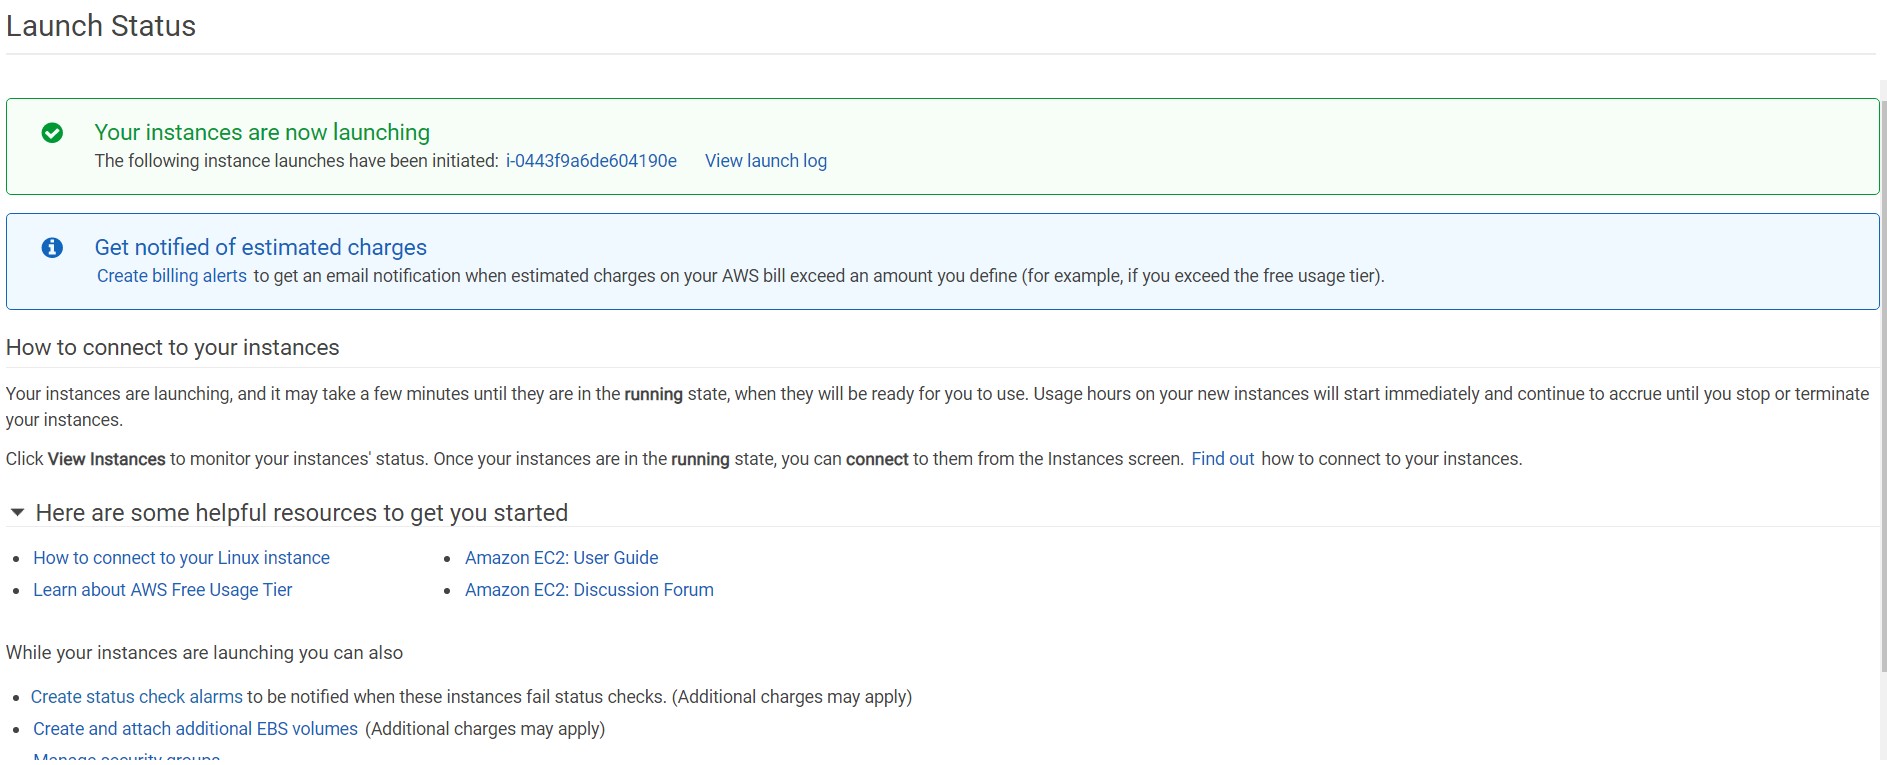 Launch Status
Your instances are now launching
The following instance launches have been initiated: i-0443f9a6de604190e View launch log
Get notified of estimated charges
Create billing alerts to get an email notification when estimated charges on your AWS bill exceed an amount you define (for example, if you exceed the free usage tier).
How to connect to your instances
Your instances are launching, and it may take a few minutes until they are in the running state, when they will be ready for you to use. Usage hours on your new instances will start immediately and continue to accrue until you stop or terminate
your instances.
Click View Instances to monitor your instances' status. Once your instances are in the running state, you can connect to them from the Instances screen. Find out how to connect to your instances.
Here are some helpful resources to get you started
• How to connect to your Linux instance
• Learn about AWS Free Usage Tier
• Amazon EC2: User Guide
• Amazon EC2: Discussion Forum
While your instances are launching you can also
• Create status check alarms to be notified when these instances fail status checks. (Additional charges may apply)
• Create and attach additional EBS volumes (Additional charges may apply)
Manage security groups